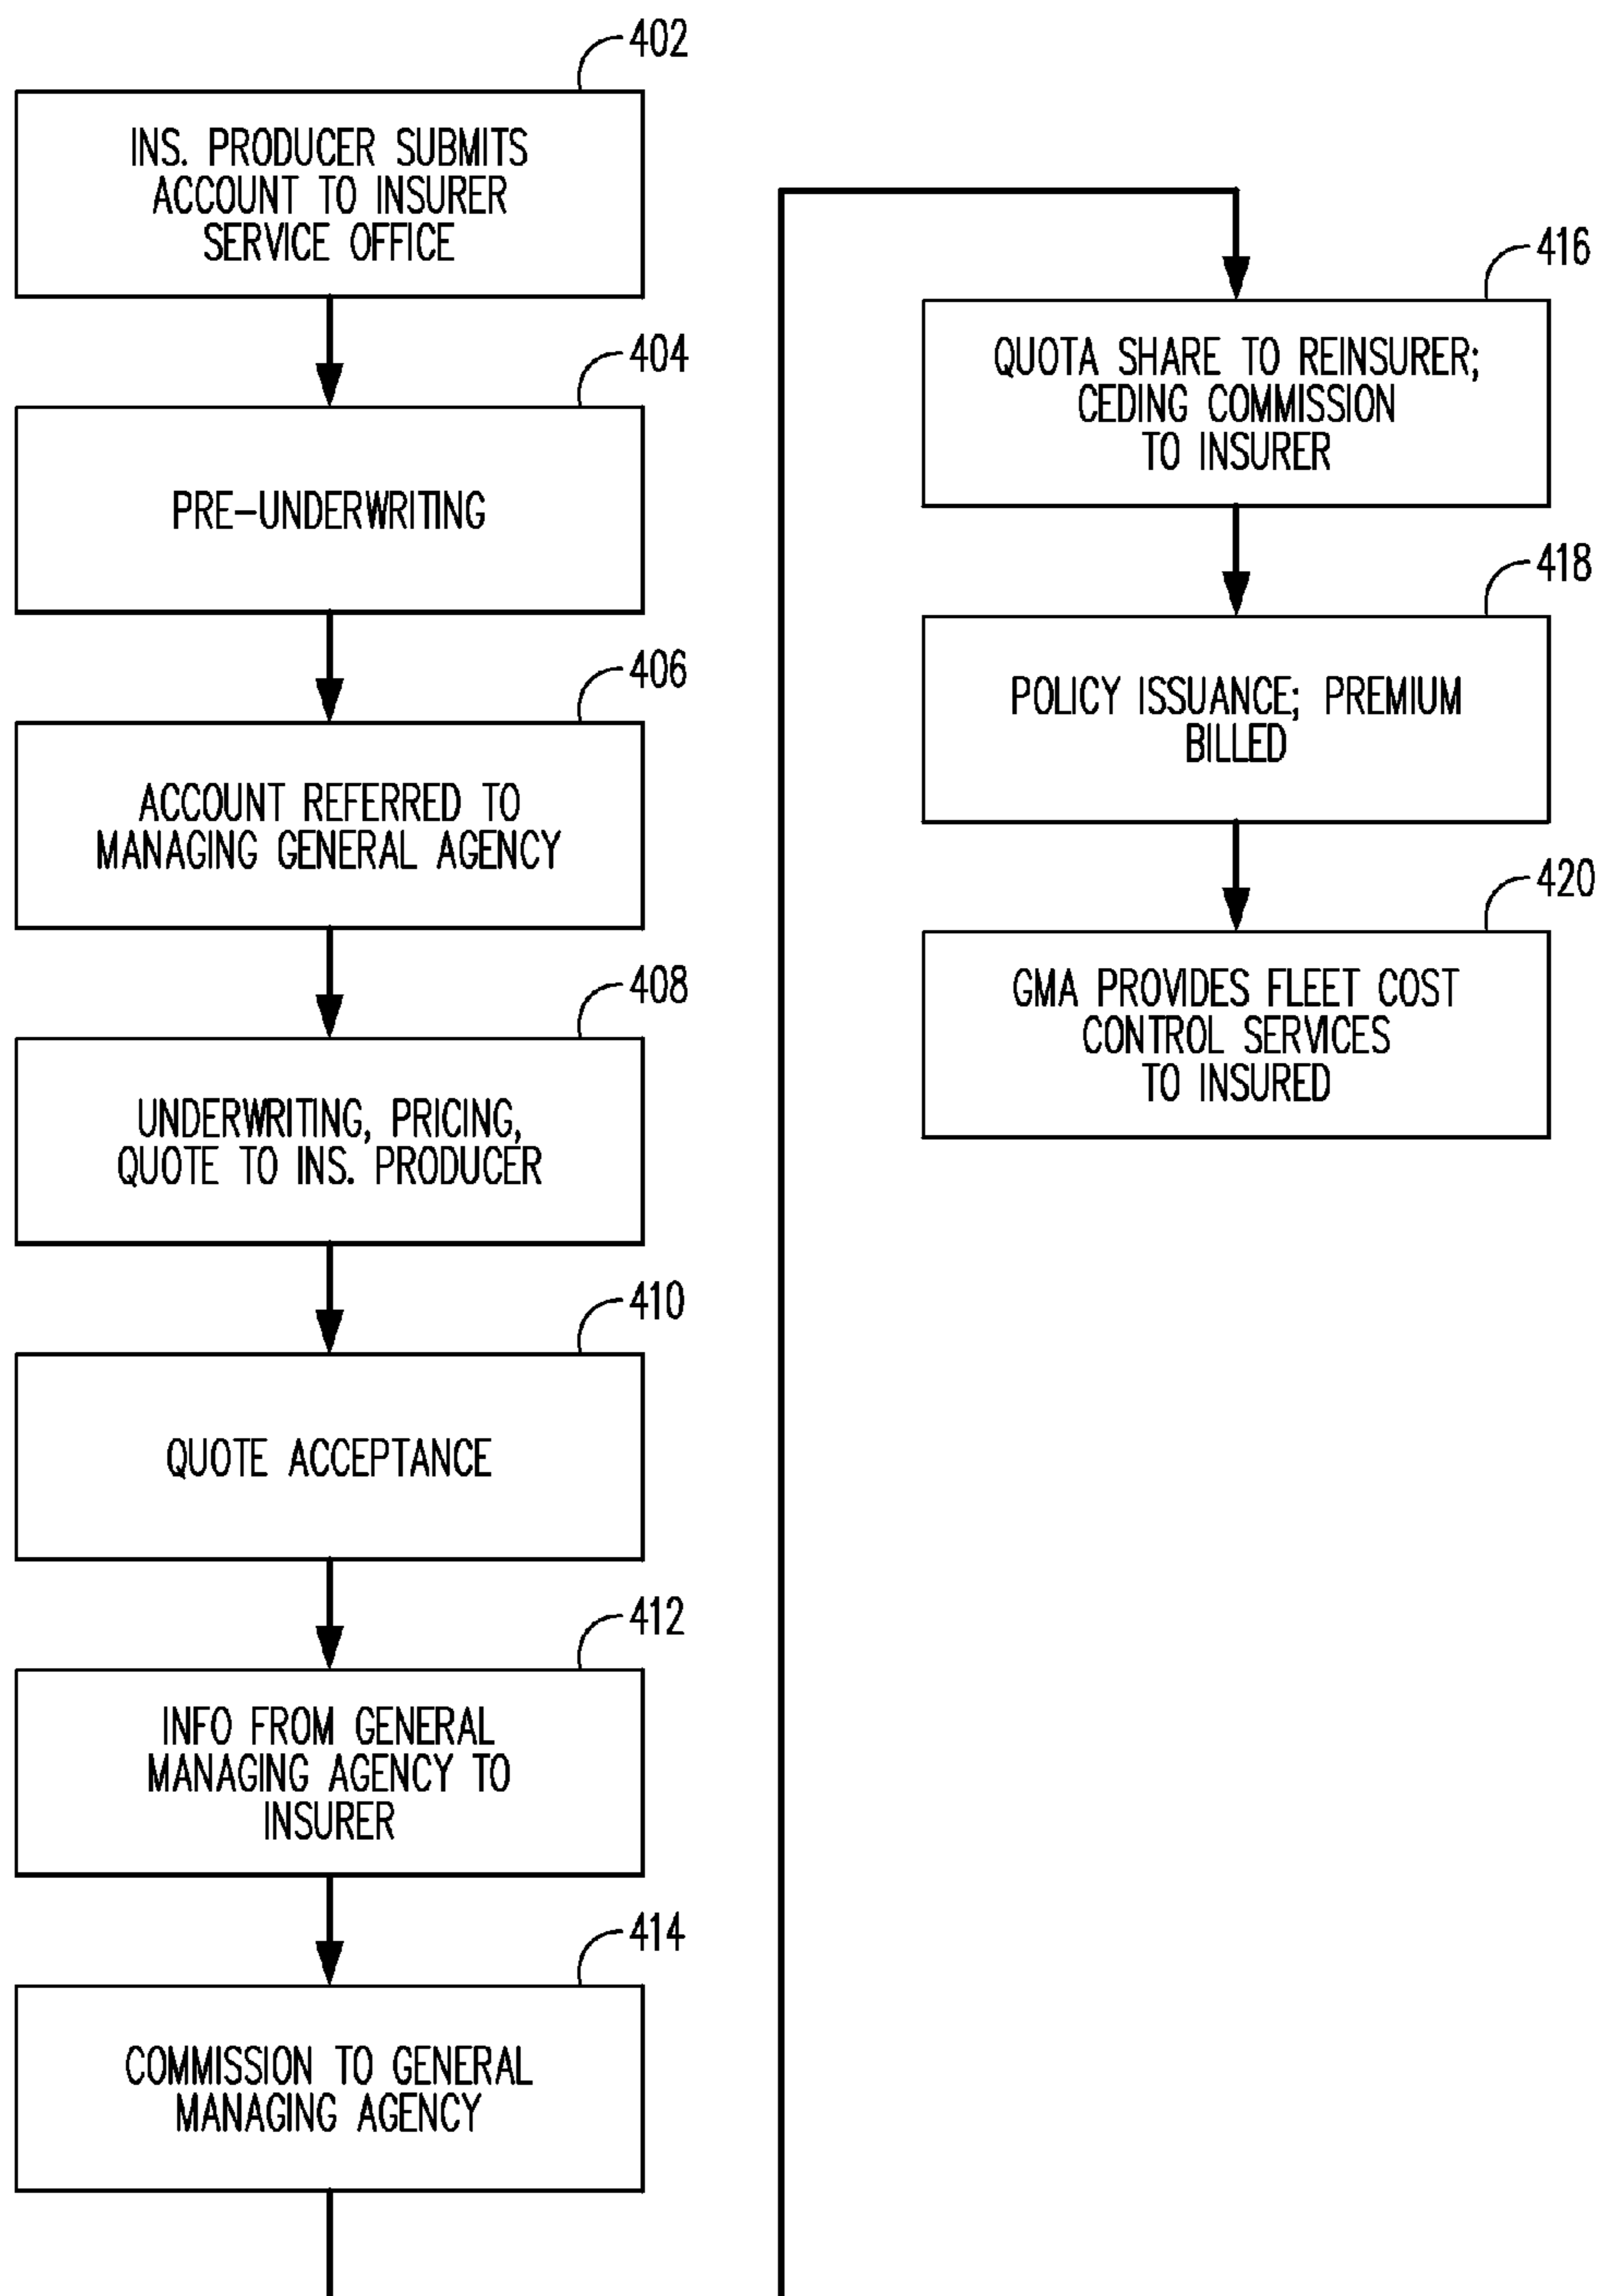 402
INS. PRODUCER SUBMITS
ACCOUNT TO INSURER
SERVICE OFFICE
404
PRE-UNDERWRITING
406
ACCOUNT REFERRED TO
MANAGING GENERAL AGENCY
408
UNDERWRITING, PRICING,
QUOTE TO INS. PRODUCER
410
QUOTE ACCEPTANCE
412
INFO FROM GENERAL
MANAGING AGENCY TO
INSURER
414
COMMISSION TO GENERAL
MANAGING AGENCY
416
QUOTA SHARE TO REINSURER;
CEDING COMMISSION
TO INSURER
418
POLICY ISSUANCE; PREMIUM
BILLED
420
GMA PROVIDES FLEET COST
CONTROL SERVICES
TO INSURED